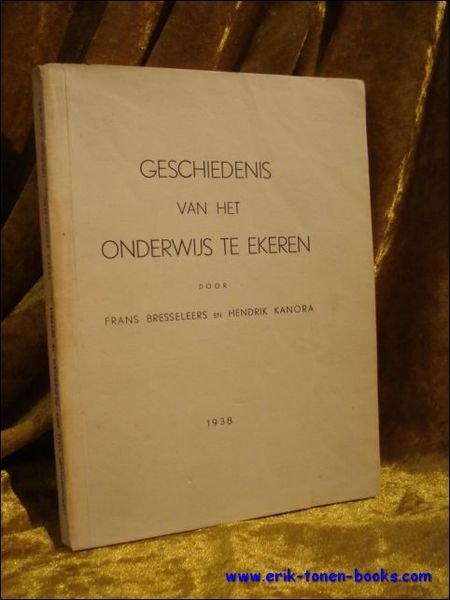 GESCHIEDENIS
VAN HET
ONDERWIJS TE EKEREN
DOOR
FRANS BRESSELEERS EN HENDRIK KANORA
1938
www.erik-tonen-books.com